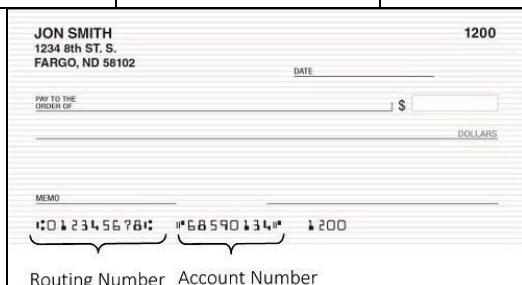 JON SMITH 1200
1234 8th ST. S.
FARGO, ND 58102
DATE
PAY TO THE
ORDER OF $
DOLLARS
MEMO
⑆012345678⑆ ⑈68590134⑈ 1200
Routing Number Account Number